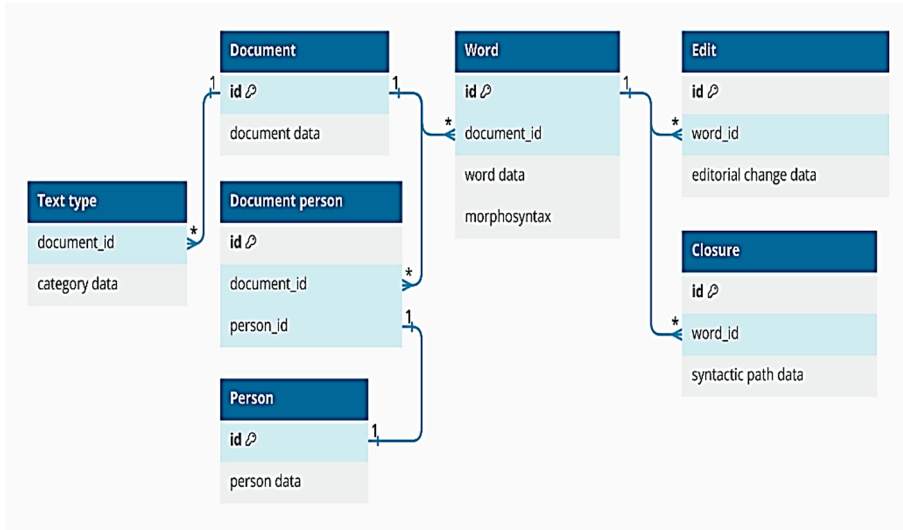 Document
id
document data
Word
id
document_id
word data
morphosyntax
Edit
id
word_id
editorial change data
Text type
document_id
category data
Document person
id
document_id
person_id
Closure
id
word_id
syntactic path data
Person
id
person data
1
*
1
*
*
1
*
*
1
1